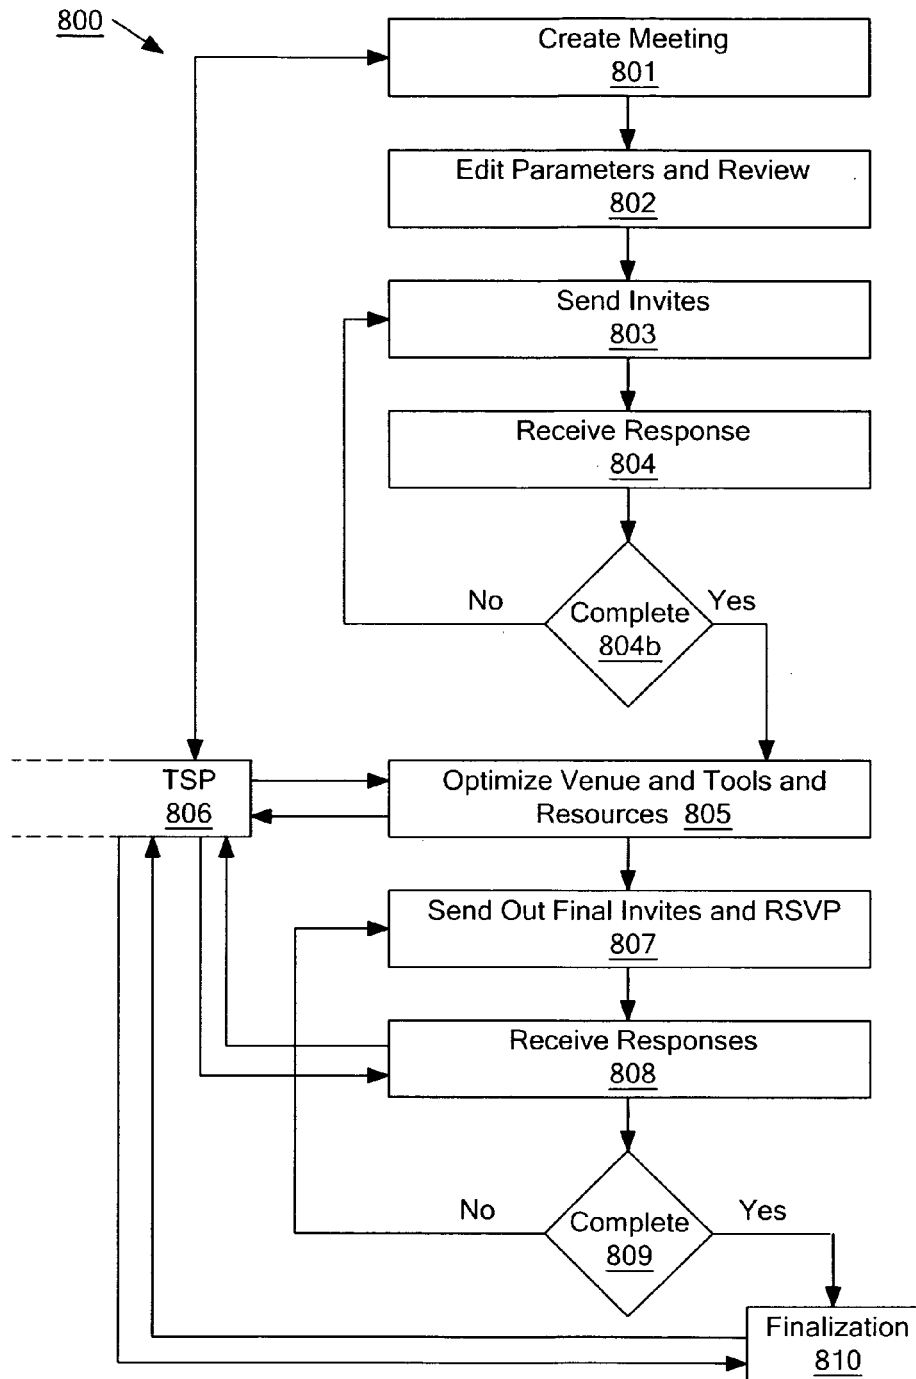 800
Create Meeting
801
Edit Parameters and Review
802
Send Invites
803
Receive Response
804
No
Yes
Complete
804b
TSP
806
Optimize Venue and Tools and
Resources 805
Send Out Final Invites and RSVP
807
Receive Responses
808
No
Yes
Complete
809
Finalization
810